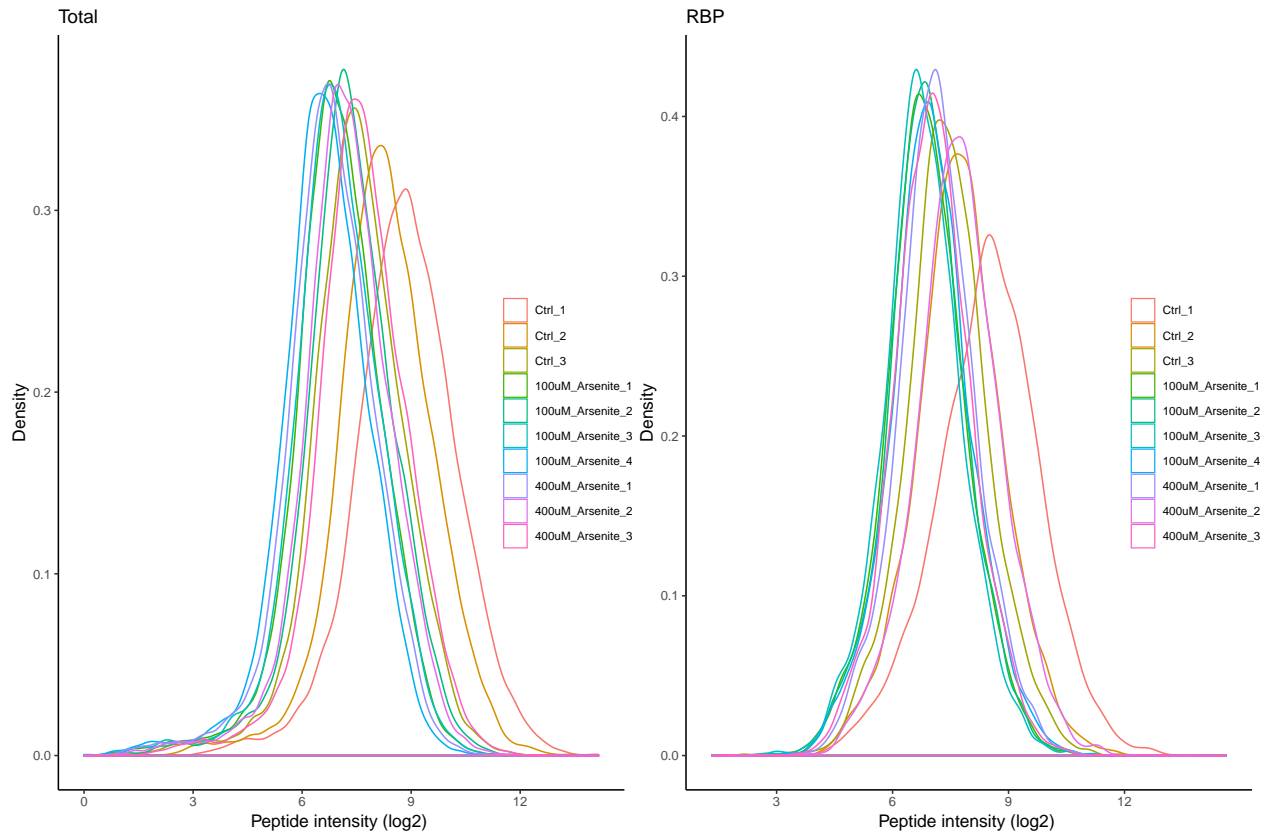 Total
Density
0.3
0.2
0.1
0.0
0
3
6
9
12
Peptide intensity (log2)
Ctrl_1
Ctrl_2
Ctrl_3
100uM_Arsenite_1
100uM_Arsenite_2
100uM_Arsenite_3
100uM_Arsenite_4
400uM_Arsenite_1
400uM_Arsenite_2
400uM_Arsenite_3
RBP
Density
0.4
0.3
0.2
0.1
0.0
3
6
9
12
Peptide intensity (log2)
Ctrl_1
Ctrl_2
Ctrl_3
100uM_Arsenite_1
100uM_Arsenite_2
100uM_Arsenite_3
100uM_Arsenite_4
400uM_Arsenite_1
400uM_Arsenite_2
400uM_Arsenite_3